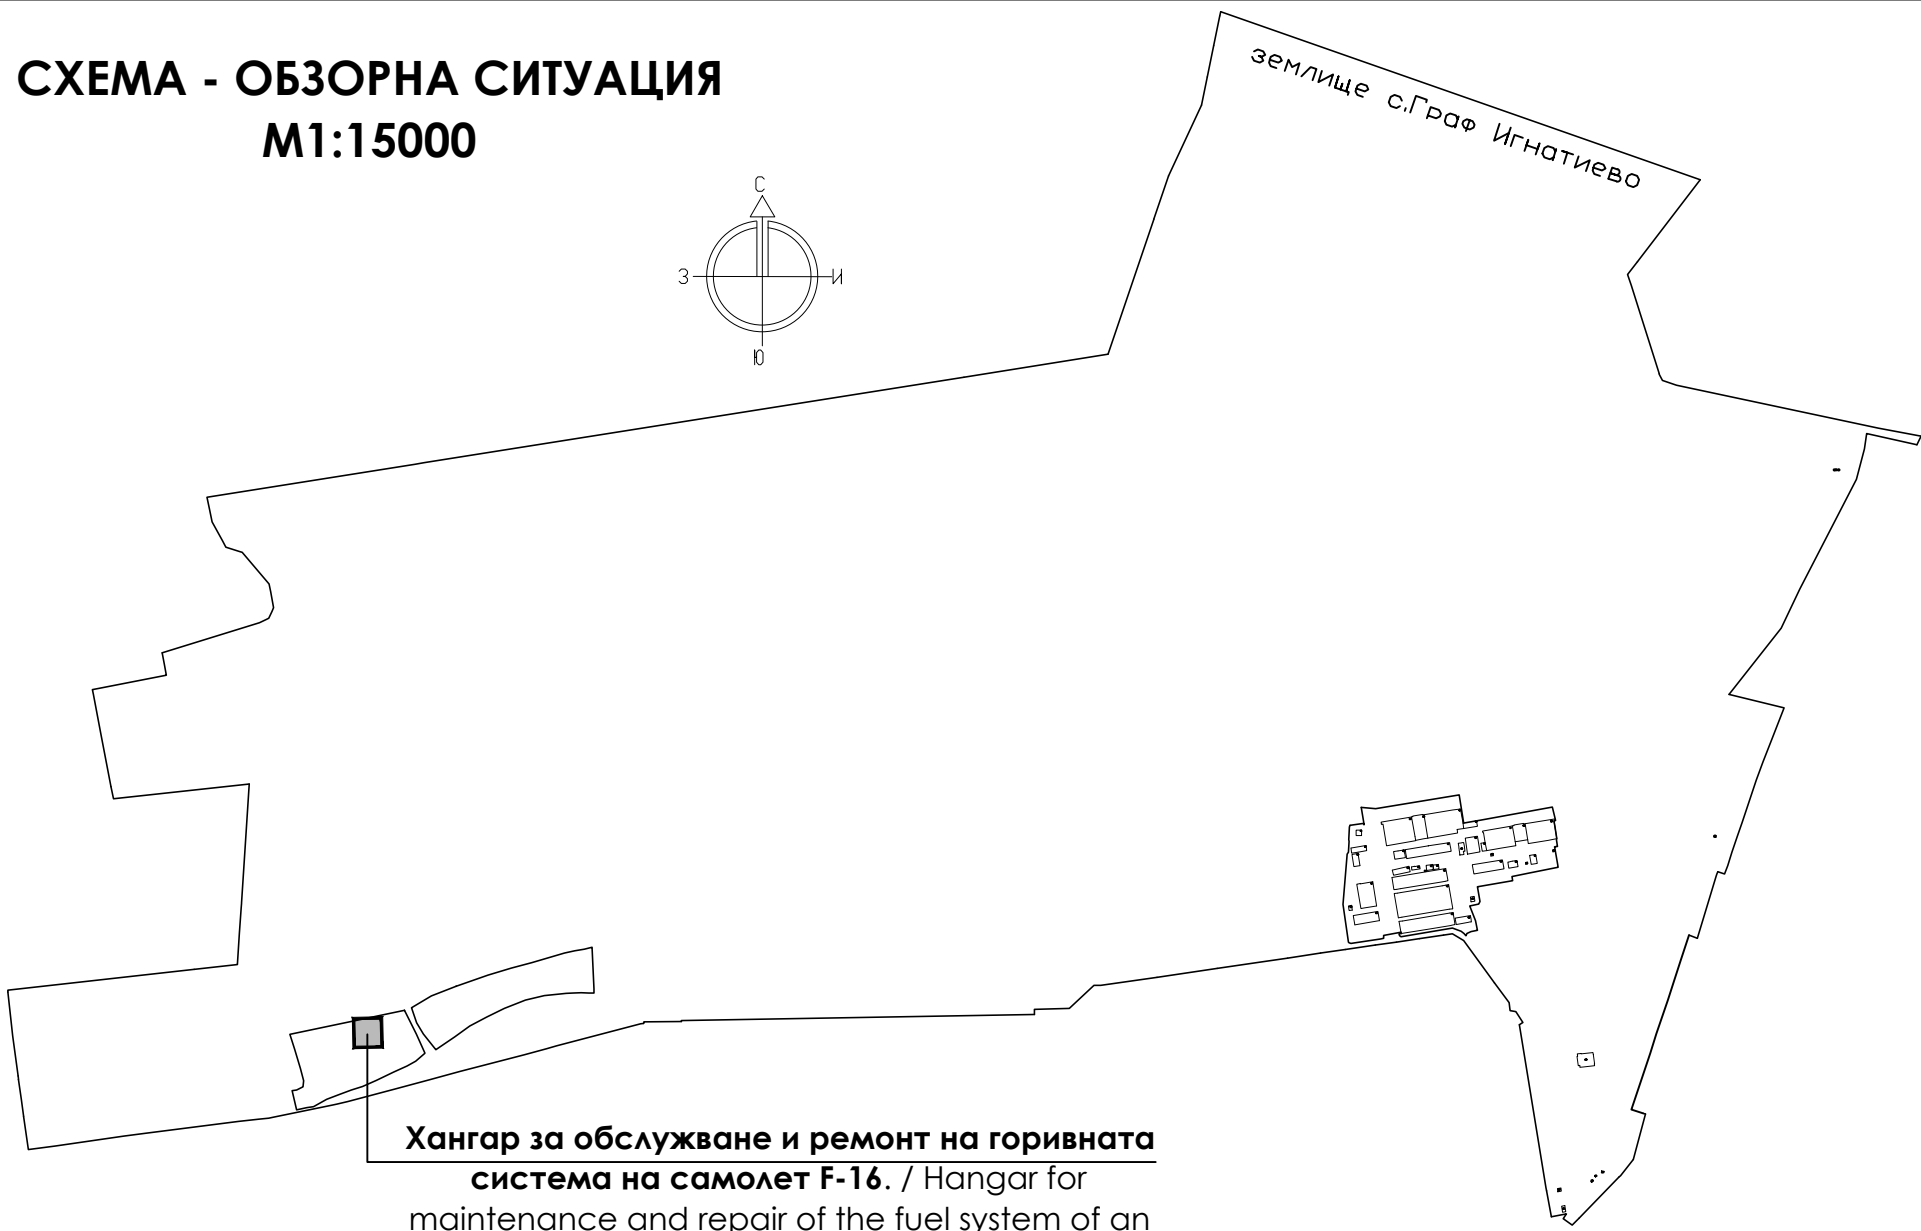 СХЕМА - ОБЗОРНА СИТУАЦИЯ
М1:15000
землище с.Граф Игнатиево
С
З
И
Ю
Хангар за обслужване и ремонт на горивната
система на самолет F-16. / Hangar for
maintenance and repair of the fuel system of an